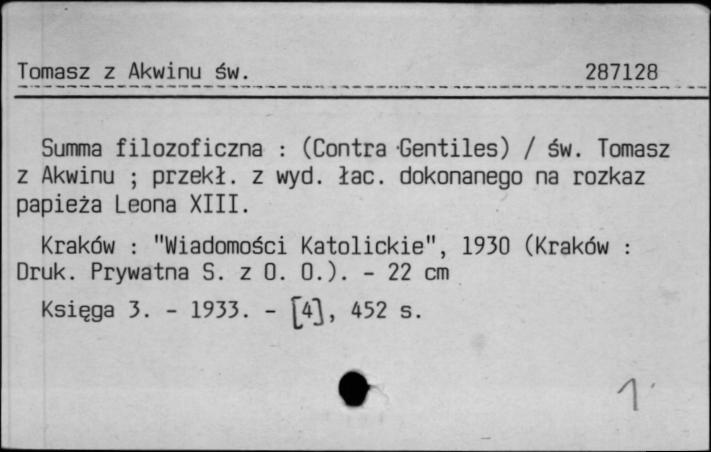 Tomasz z Akwinu św. 287128
Summa filozoficzna : (Contra Gentiles) / św. Tomasz
z Akwinu ; przekł. z wyd. łac. dokonanego na rozkaz
papieża Leona XIII.
Kraków : "Wiadomości Katolickie", 1930 (Kraków :
Druk. Prywatna S. z O. O.). - 22 cm
Księga 3. - 1933. - [4], 452 s.
1